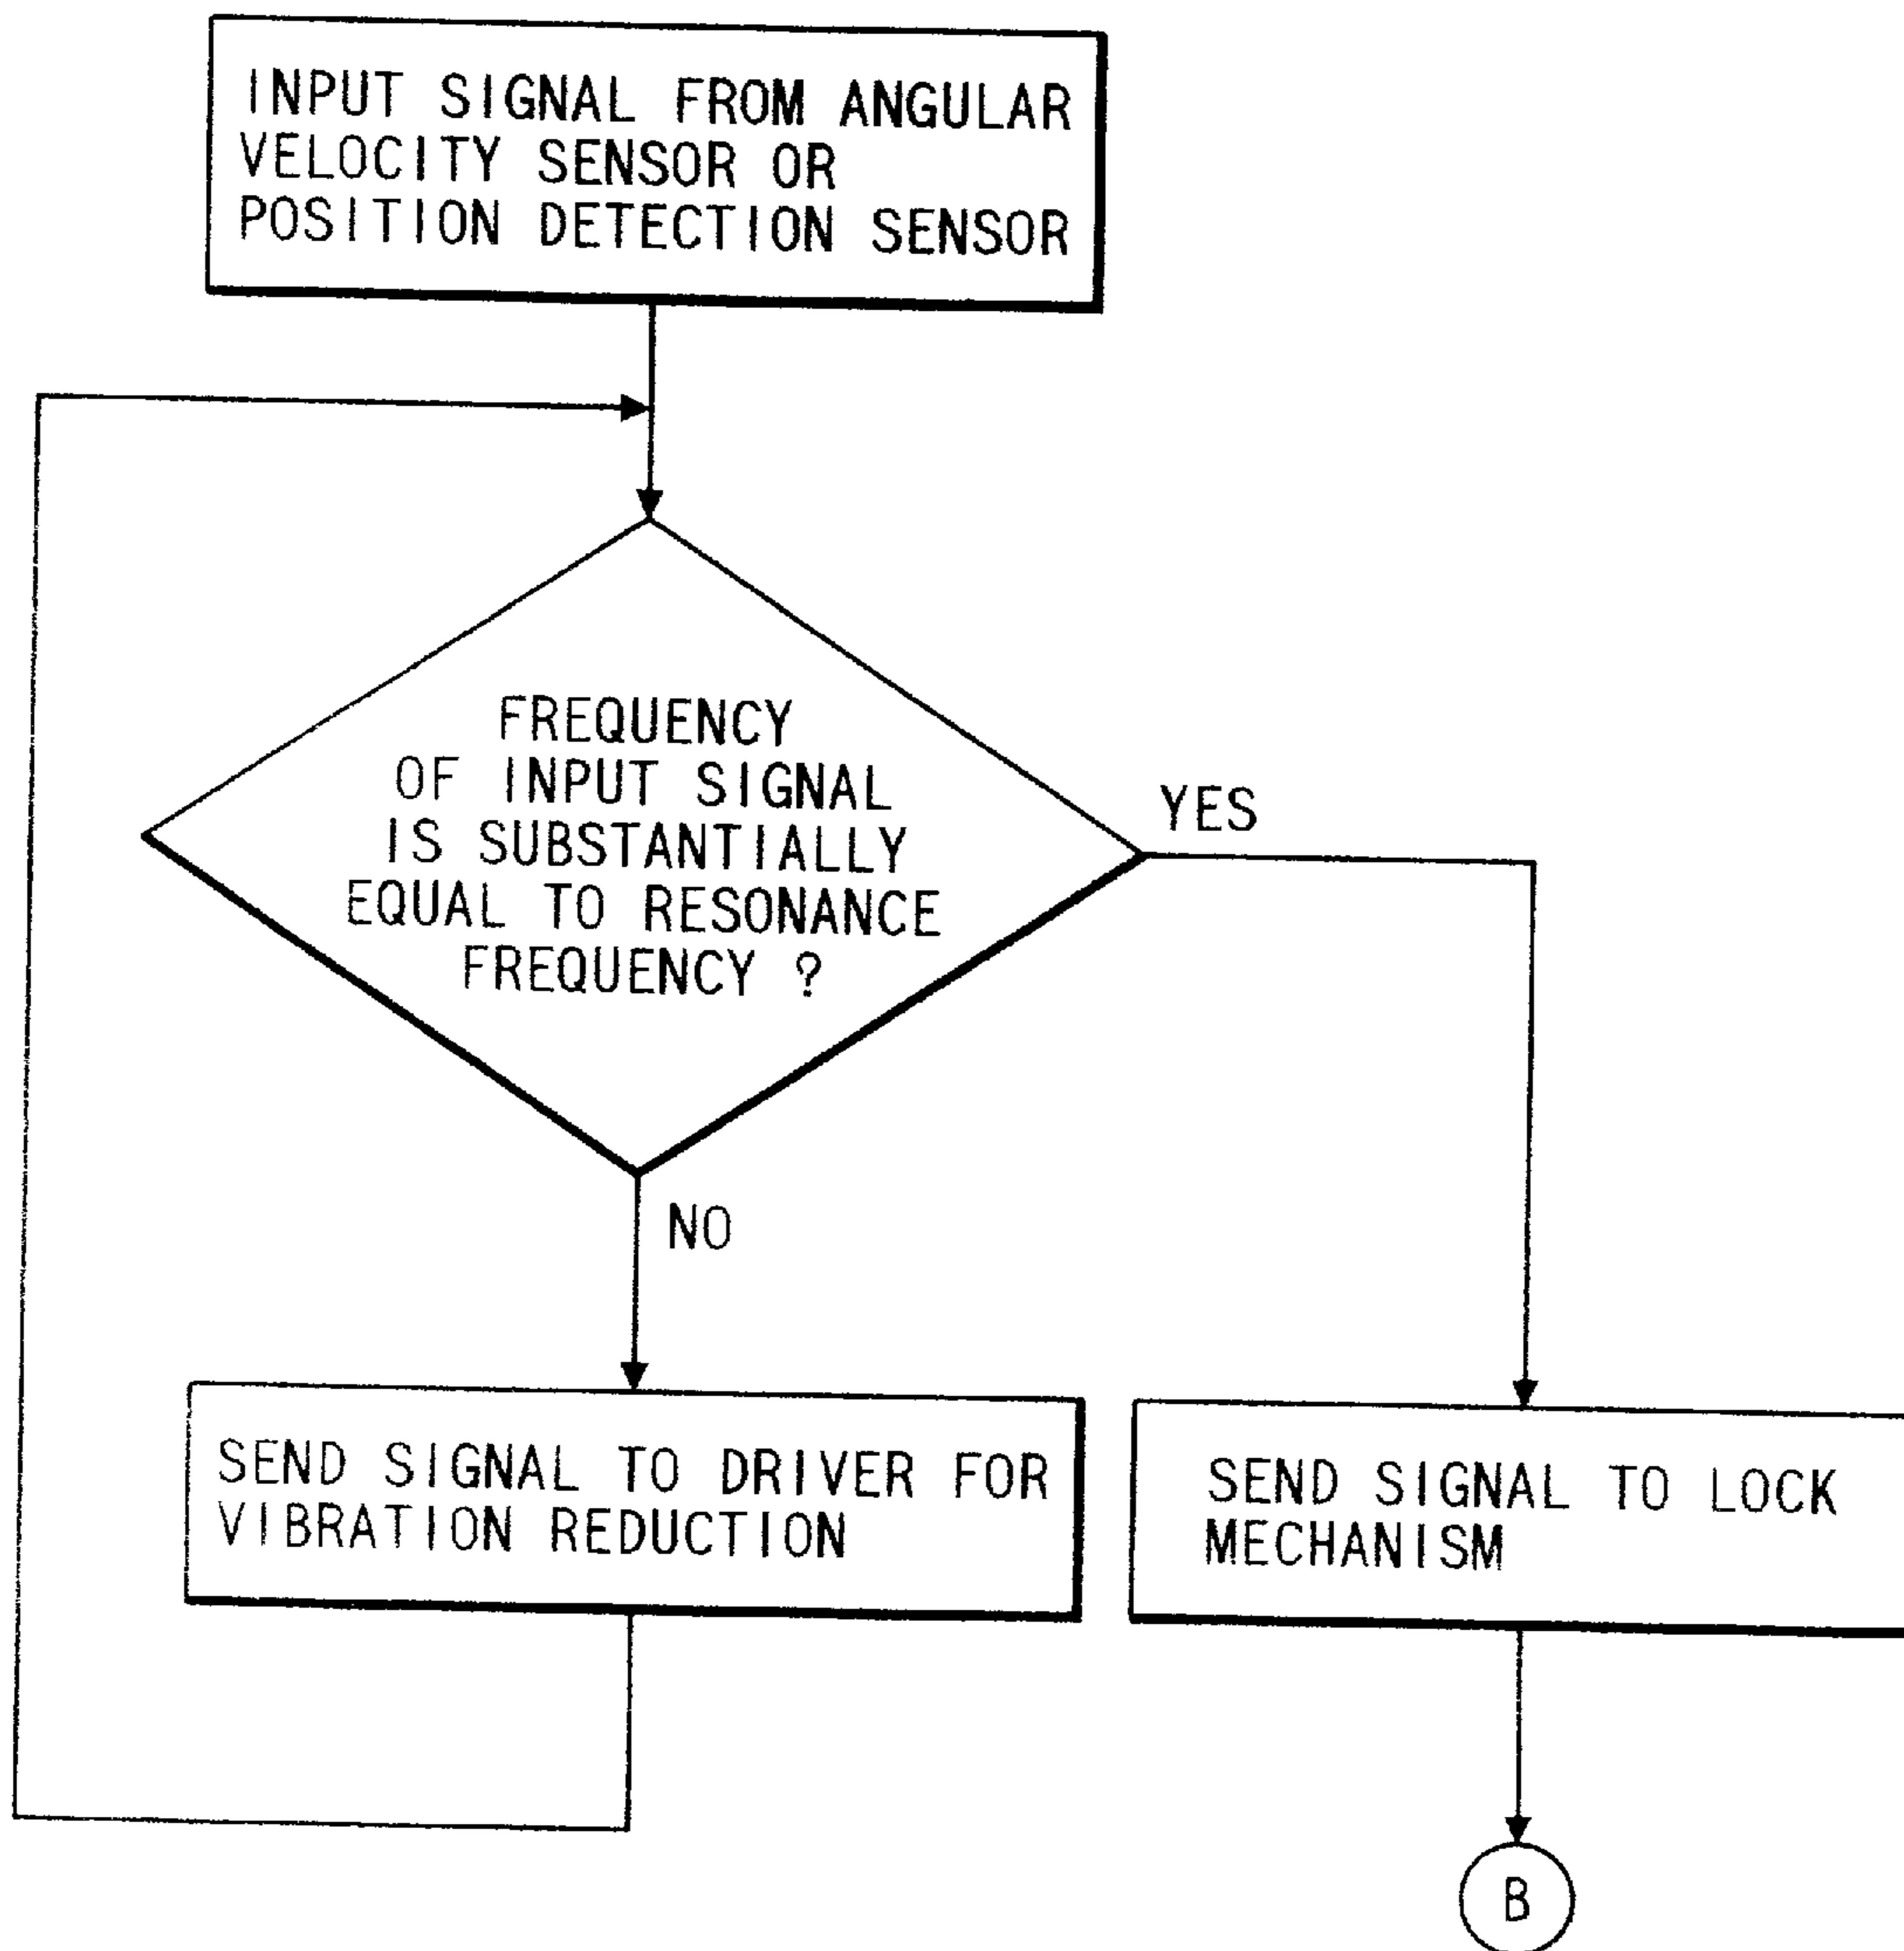 INPUT SIGNAL FROM ANGULAR
VELOCITY SENSOR OR
POSITION DETECTION SENSOR
FREQUENCY
OF INPUT SIGNAL
IS SUBSTANTIALLY
EQUAL TO RESONANCE
FREQUENCY ?
YES
NO
SEND SIGNAL TO DRIVER FOR
VIBRATION REDUCTION
SEND SIGNAL TO LOCK
MECHANISM
B